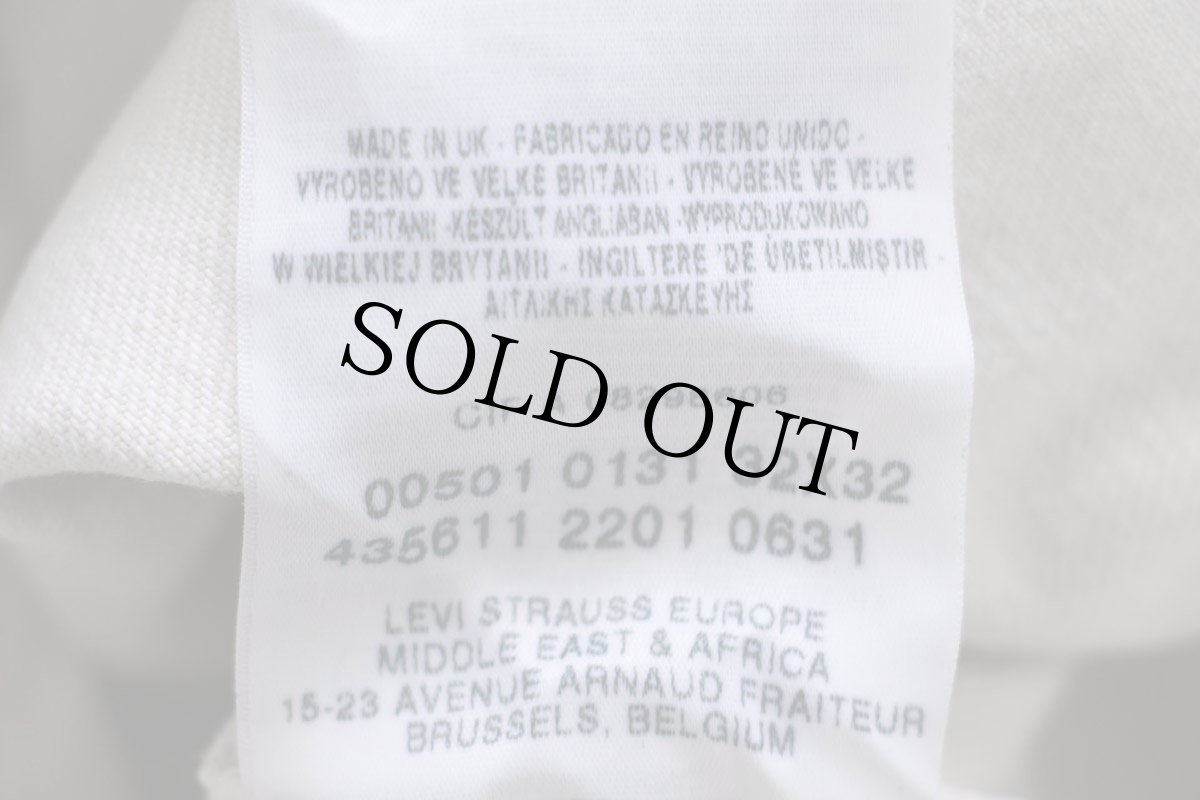 MADE IN UK - FABRICADO EN REINO UNIDO -
VYROBENO VE VELKÉ BRITANII - VYROBENÉ VE VELKE
BRITANII -KÉSZÜLT ANGLIÁBAN -WYPRODUKOWANO
W WIELKIEJ BRYTANII - INGILTERE 'DE ÜRETILMIŞTIR -
ΑΓΓΛΙΚΗΣ ΚΑΤΑΣΚΕΥΗΣ
SOLD OUT
00501 0131 32X32
435611 2201 0631
LEVI STRAUSS EUROPE
MIDDLE EAST & AFRICA
15-23 AVENUE ARNAUD FRAITEUR
BRUSSELS, BELGIUM